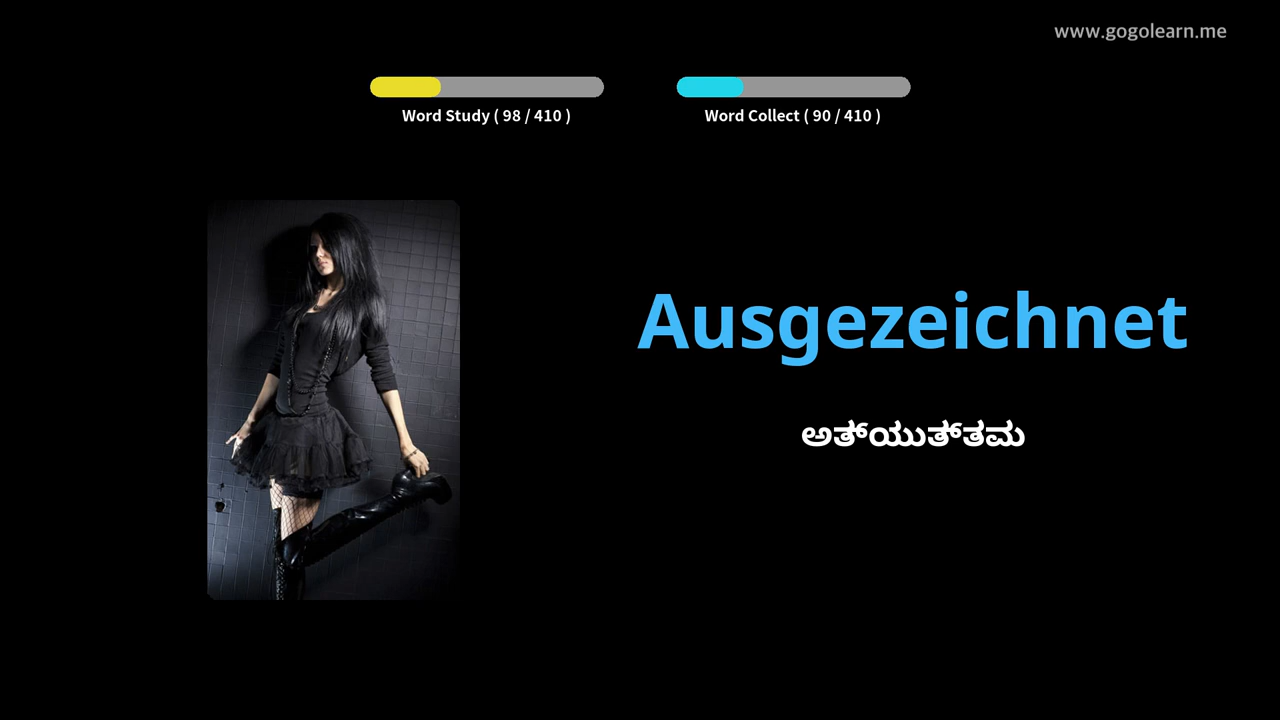 www.gogolearn.me
Word Study ( 98 / 410 )
Word Collect ( 90 / 410 )
Ausgezeichnet
ಅತ್ಯುತ್ತಮ